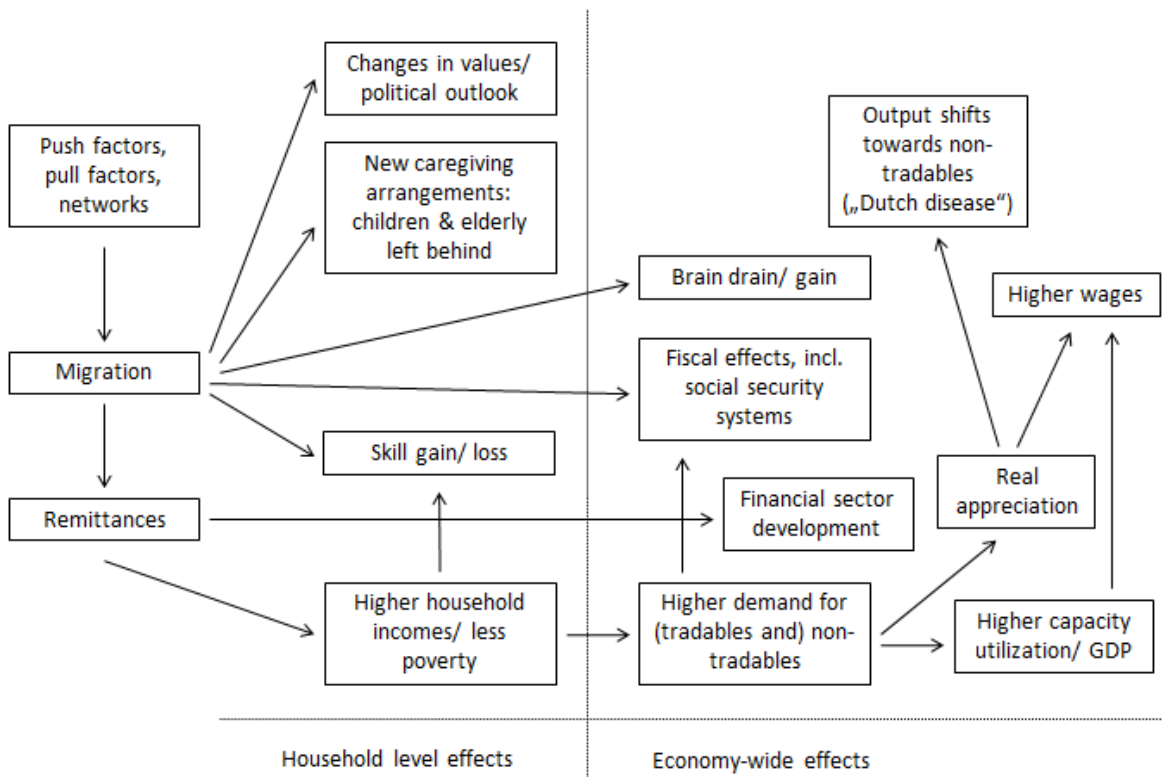 Changes in values/
political outlook
Push factors,
pull factors,
networks
New caregiving
arrangements:
children & elderly
left behind
Output shifts
towards non-
tradables
(„Dutch disease“)
Brain drain/ gain
Higher wages
Migration
Fiscal effects, incl.
social security
systems
Skill gain/ loss
Remittances
Financial sector
development
Real
appreciation
Higher household
incomes/ less
poverty
Higher demand for
(tradables and) non-
tradables
Higher capacity
utilization/ GDP
Household level effects
Economy-wide effects